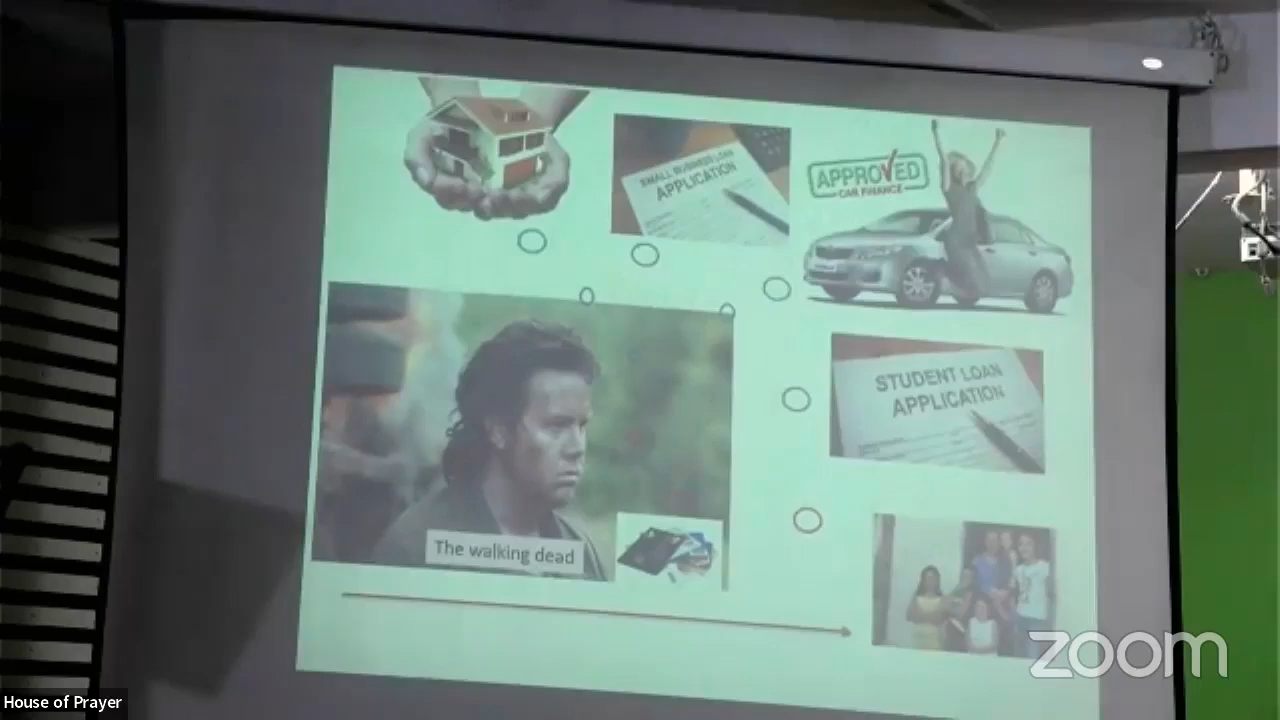 SMALL BUSINESS LOAN
APPLICATION
APPROVED
CAR FINANCE
STUDENT LOAN
APPLICATION
The walking dead
zoom
House of Prayer